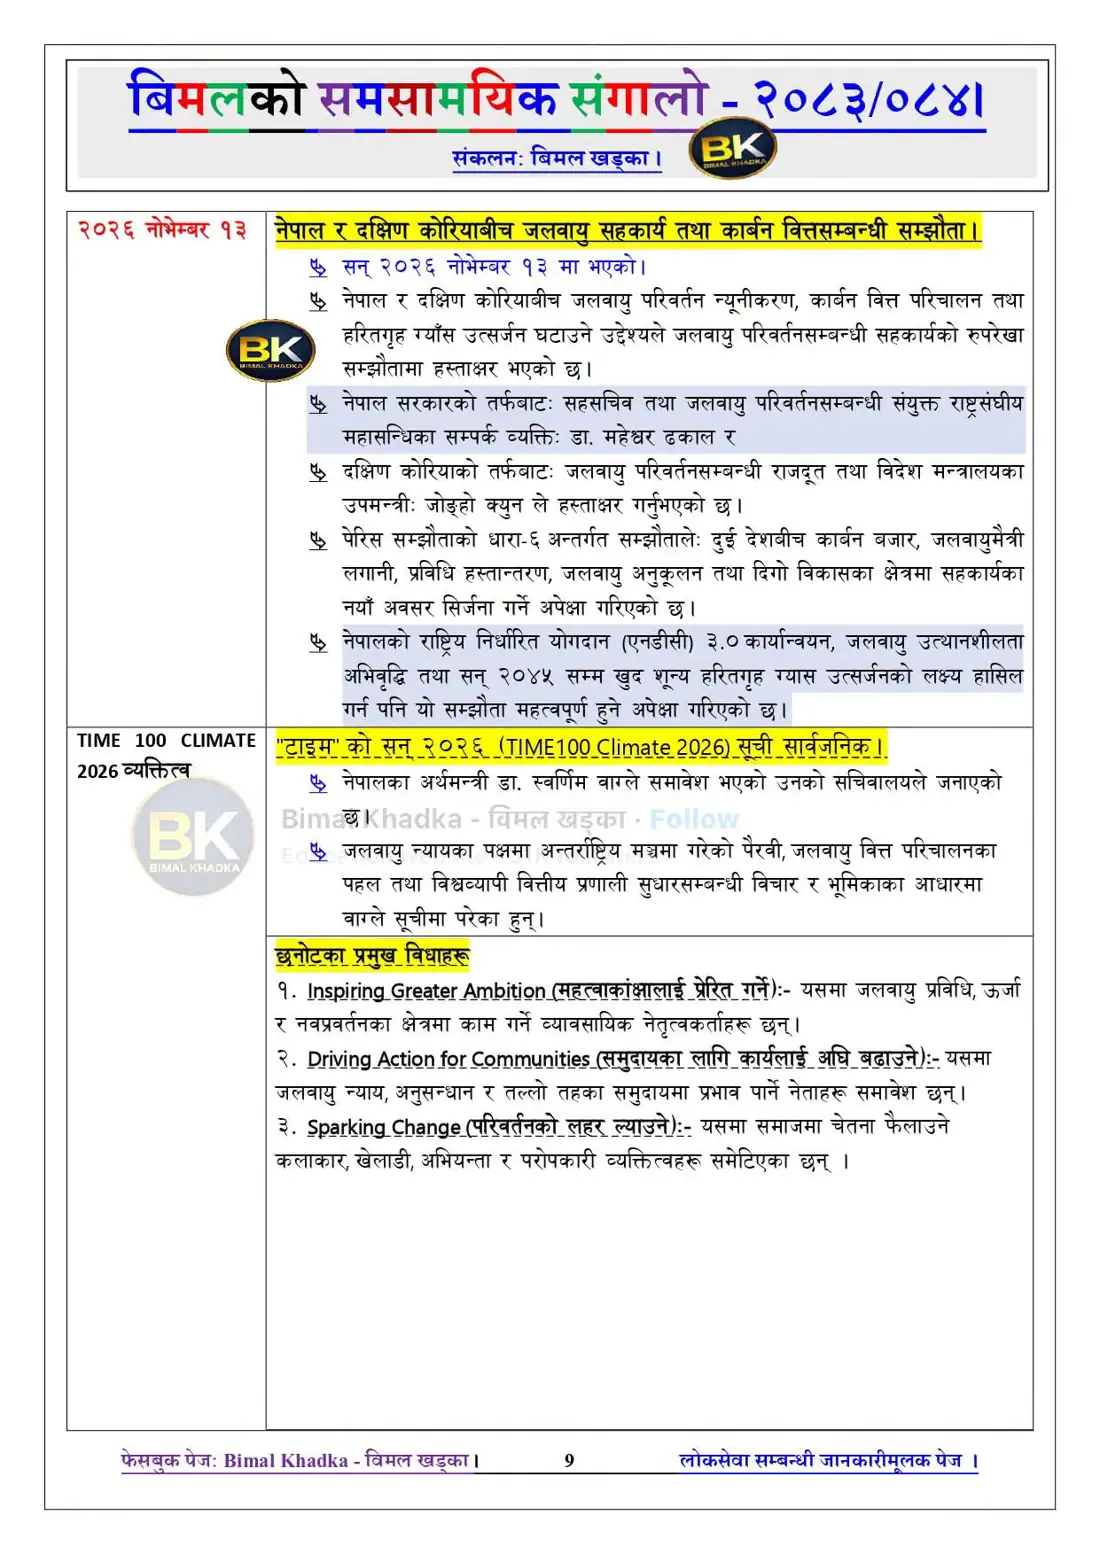 बिमलको समसामयिक संगालो - २०८३/०८४।
संकलन: बिमल खड्का।
BK
BIMAL KHADKA
२०२६ नोभेम्बर १३
नेपाल र दक्षिण कोरियाबीच जलवायु सहकार्य तथा कार्बन वित्तसम्बन्धी सम्झौता।
सन् २०२६ नोभेम्बर १३ मा भएको।
नेपाल र दक्षिण कोरियाबीच जलवायु परिवर्तन न्यूनीकरण, कार्बन वित्त परिचालन तथा
हरितगृह ग्याँस उत्सर्जन घटाउने उद्देश्यले जलवायु परिवर्तनसम्बन्धी सहकार्यको रुपरेखा
सम्झौतामा हस्ताक्षर भएको छ।
BK
BIMAL KHADKA
नेपाल सरकारको तर्फबाटः सहसचिव तथा जलवायु परिवर्तनसम्बन्धी संयुक्त राष्ट्रसंघीय
महासन्धिका सम्पर्क व्यक्तिः डा. महेश्वर ढकाल र
दक्षिण कोरियाको तर्फबाटः जलवायु परिवर्तनसम्बन्धी राजदूत तथा विदेश मन्त्रालयका
उपमन्त्रीः जोङ्हो क्युन ले हस्ताक्षर गर्नुभएको छ।
पेरिस सम्झौताको धारा-६ अन्तर्गत सम्झौतालेः दुई देशबीच कार्बन बजार, जलवायुमैत्री
लगानी, प्रविधि हस्तान्तरण, जलवायु अनुकूलन तथा दिगो विकासका क्षेत्रमा सहकार्यका
नयाँ अवसर सिर्जना गर्ने अपेक्षा गरिएको छ।
नेपालको राष्ट्रिय निर्धारित योगदान (एनडीसी) ३.० कार्यान्वयन, जलवायु उत्थानशीलता
अभिवृद्धि तथा सन् २०४५ सम्म खुद शून्य हरितगृह ग्यास उत्सर्जनको लक्ष्य हासिल
गर्न पनि यो सम्झौता महत्वपूर्ण हुने अपेक्षा गरिएको छ।
TIME 100 CLIMATE
2026 व्यक्तित्व
"टाइम" को सन् २०२६ (TIME100 Climate 2026) सूची सार्वजनिक।
नेपालका अर्थमन्त्री डा. स्वर्णिम वाग्ले समावेश भएको उनको सचिवालयले जनाएको
छ।
Bimal Khadka - विमल खड्का · Follow
BK
BIMAL KHADKA
जलवायु न्यायका पक्षमा अन्तर्राष्ट्रिय मञ्चमा गरेको पैरवी, जलवायु वित्त परिचालनका
पहल तथा विश्वव्यापी वित्तीय प्रणाली सुधारसम्बन्धी विचार र भूमिकाका आधारमा
वाग्ले सूचीमा परेका हुन्।
छनोटका प्रमुख विधाहरू
१. Inspiring Greater Ambition (महत्वाकांक्षालाई प्रेरित गर्ने):- यसमा जलवायु प्रविधि, ऊर्जा
र नवप्रवर्तनका क्षेत्रमा काम गर्ने व्यावसायिक नेतृत्वकर्ताहरू छन्।
२. Driving Action for Communities (समुदायका लागि कार्यलाई अघि बढाउने):- यसमा
जलवायु न्याय, अनुसन्धान र तल्लो तहका समुदायमा प्रभाव पार्ने नेताहरू समावेश छन्।
३. Sparking Change (परिवर्तनको लहर ल्याउने):- यसमा समाजमा चेतना फैलाउने
कलाकार, खेलाडी, अभियन्ता र परोपकारी व्यक्तित्वहरू समेटिएका छन् ।
फेसबुक पेज: Bimal Khadka - विमल खड्का।
9
लोकसेवा सम्बन्धी जानकारीमूलक पेज ।